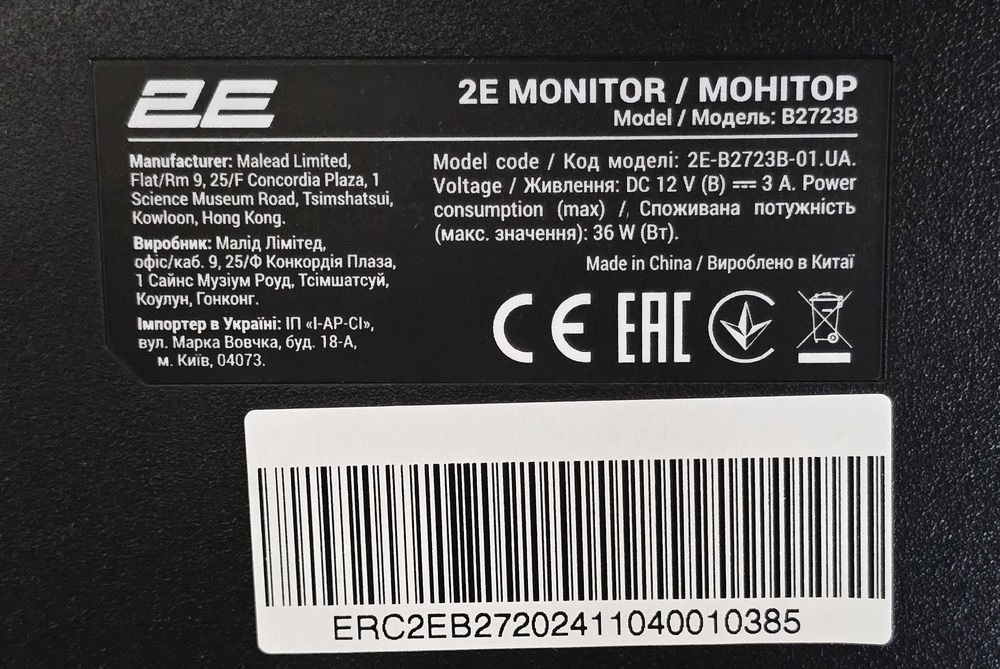 2E
2E MONITOR / МОНІТОР
Model / Модель: B2723B
Manufacturer: Malead Limited,
Flat/Rm 9, 25/F Concordia Plaza, 1
Science Museum Road, Tsimshatsui,
Kowloon, Hong Kong.
Виробник: Малід Лімітед,
офіс/каб. 9, 25/Ф Конкордія Плаза,
1 Сайнс Музіум Роуд, Тсімшатсуй,
Коулун, Гонконг.
Імпортер в Україні: ІП «І-АР-СІ»,
вул. Марка Вовчка, буд. 18-А,
м. Київ, 04073.
Model code / Код моделі: 2E-B2723B-01.UA.
Voltage / Живлення: DC 12 V (В) ⎓ 3 A. Power
consumption (max) / Споживана потужність
(макс. значення): 36 W (Вт).
Made in China / Вироблено в Китаї
CE EAC
ERC2EB27202411040010385